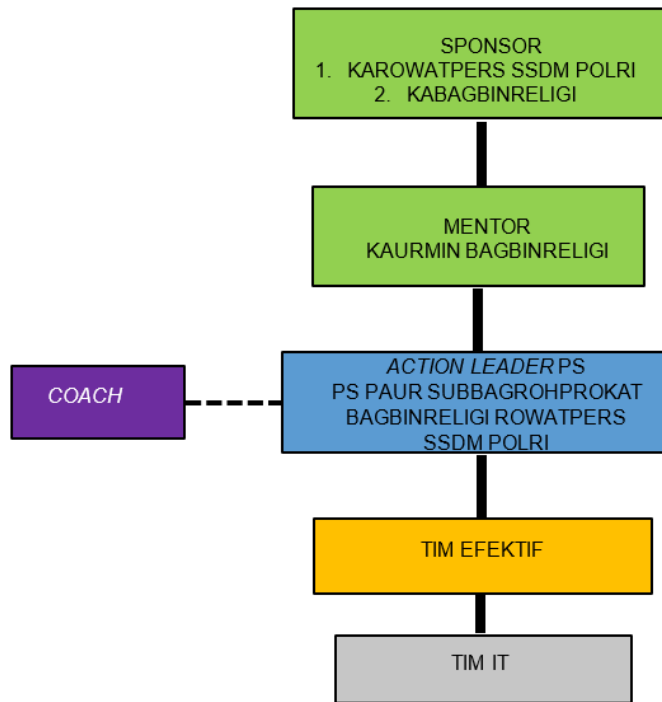 SPONSOR
1. KAROWATPERS SSDM POLRI
2. KABAGBINRELIGI
MENTOR
KAURMIN BAGBINRELIGI
COACH
ACTION LEADER PS
PS PAUR SUBBAGROHPROKAT
BAGBINRELIGI ROWATPERS
SSDM POLRI
TIM EFEKTIF
TIM IT